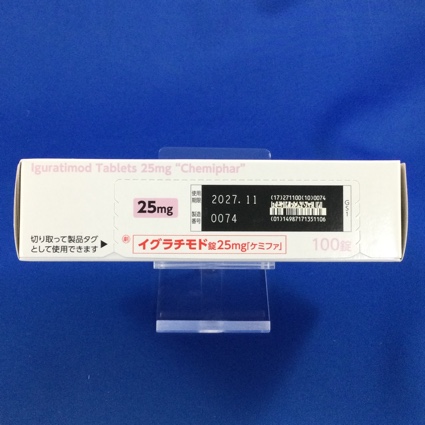 Iguratimod Tablets 25mg "Chemiphar"
25mg
使用期限 2027.11
製造番号 0074
(17)271100(10)0074
(01)14987171351106
切り取って製品タグ▶
として使用できます
イグラチモド錠25mg「ケミファ」
100錠